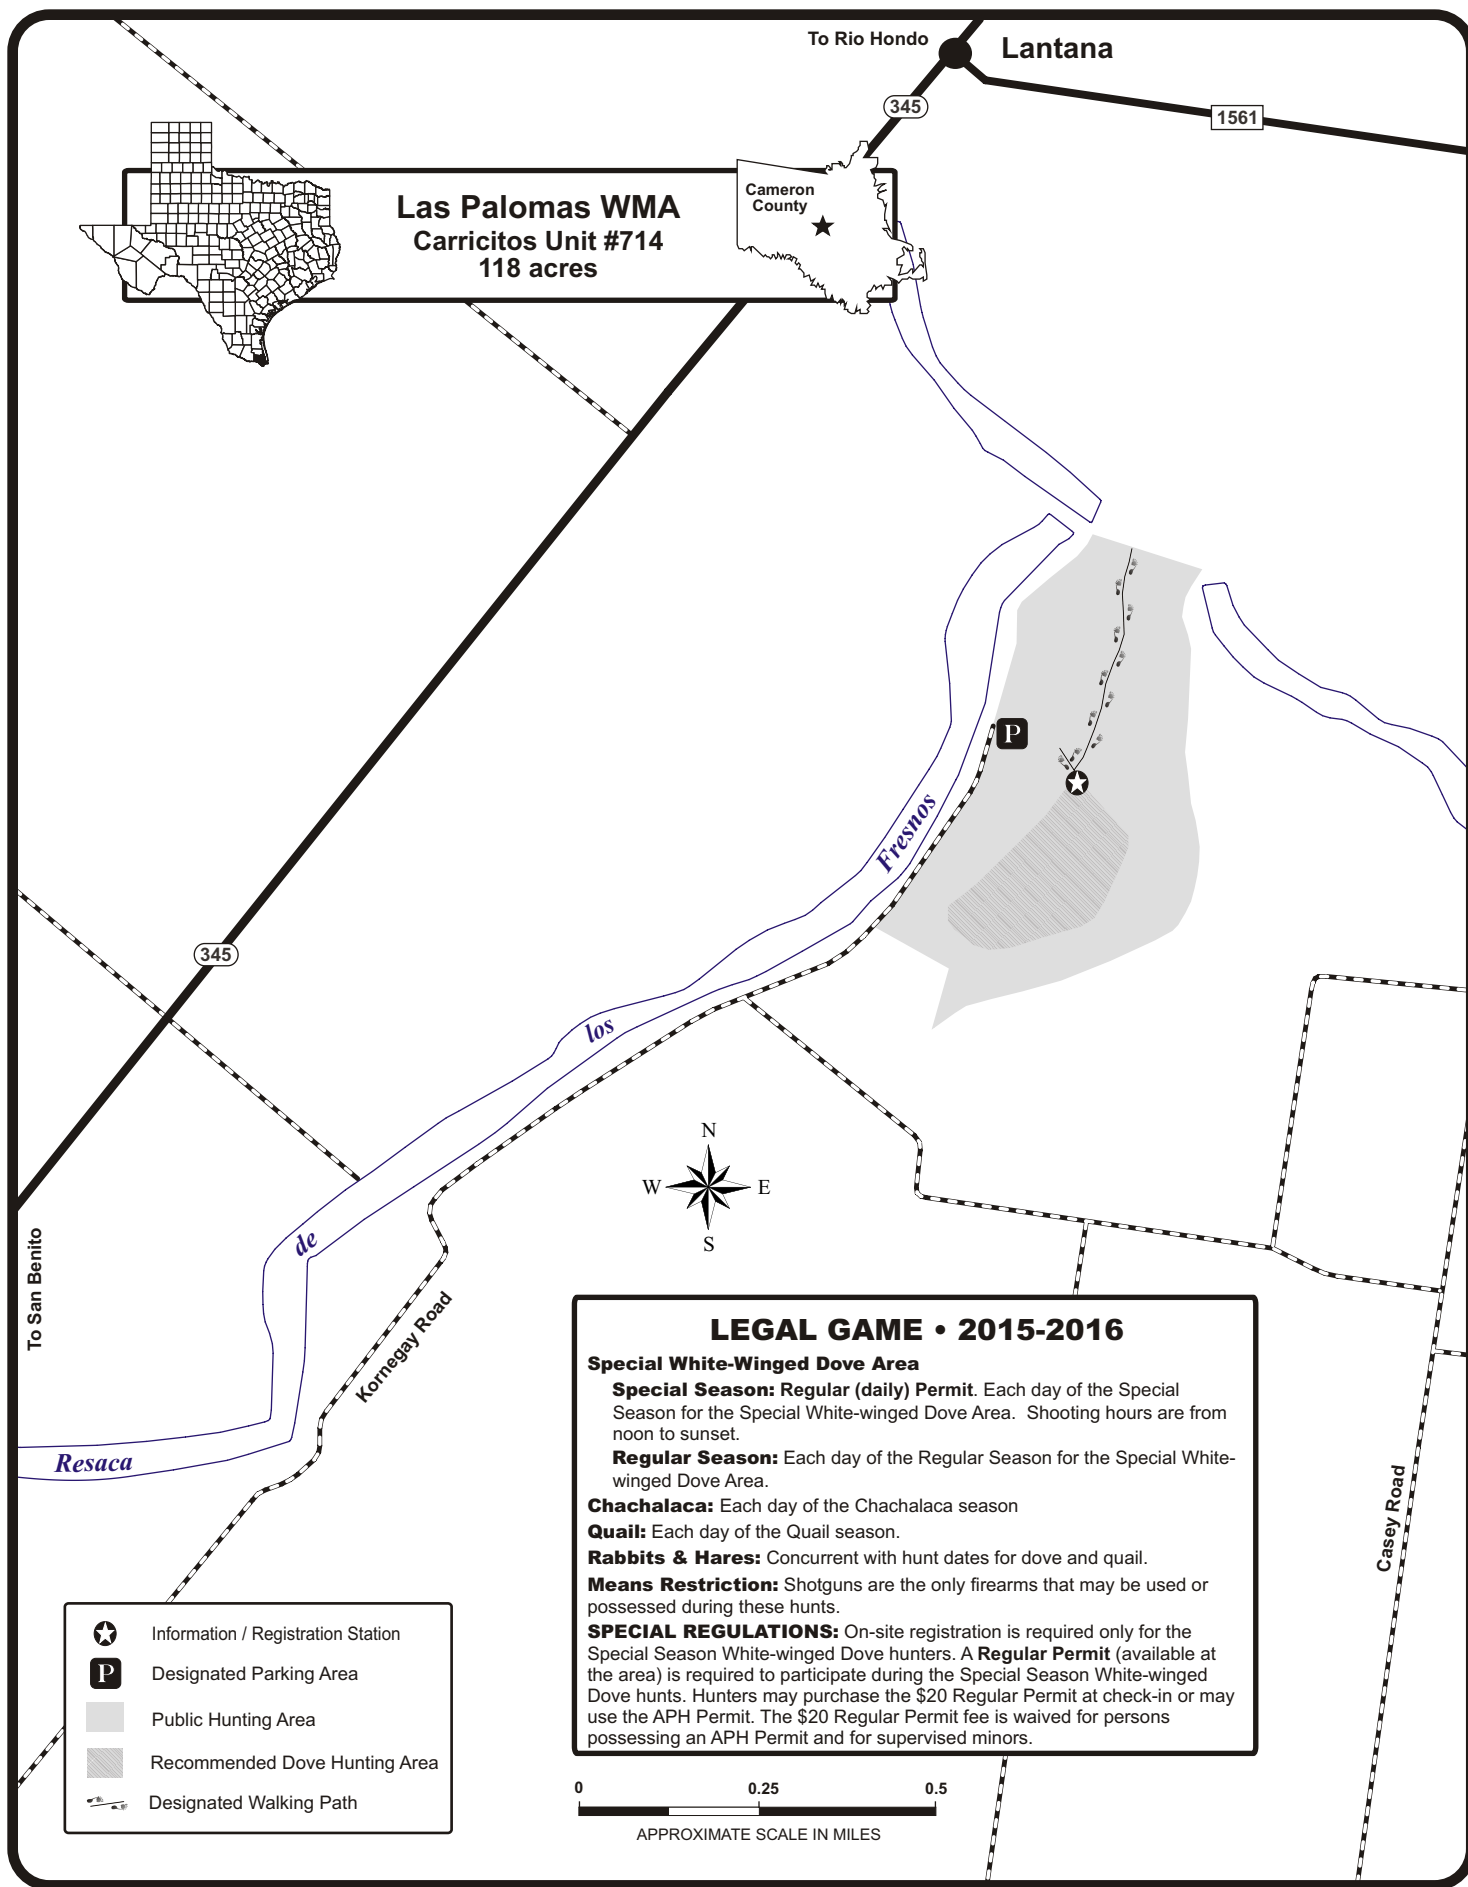 To Rio Hondo
Lantana
345
1561
Las Palomas WMA
Carricitos Unit #714
118 acres
Cameron
County
P
Fresnos
345
los
N
W E
S
de
To San Benito
Kornegay Road
Resaca
Casey Road
LEGAL GAME • 2015-2016
Special White-Winged Dove Area
Special Season: Regular (daily) Permit. Each day of the Special
Season for the Special White-winged Dove Area. Shooting hours are from
noon to sunset.
Regular Season: Each day of the Regular Season for the Special White-
winged Dove Area.
Chachalaca: Each day of the Chachalaca season
Quail: Each day of the Quail season.
Rabbits & Hares: Concurrent with hunt dates for dove and quail.
Means Restriction: Shotguns are the only firearms that may be used or
possessed during these hunts.
SPECIAL REGULATIONS: On-site registration is required only for the
Special Season White-winged Dove hunters. A Regular Permit (available at
the area) is required to participate during the Special Season White-winged
Dove hunts. Hunters may purchase the $20 Regular Permit at check-in or may
use the APH Permit. The $20 Regular Permit fee is waived for persons
possessing an APH Permit and for supervised minors.
Information / Registration Station
P Designated Parking Area
Public Hunting Area
Recommended Dove Hunting Area
Designated Walking Path
0 0.25 0.5
APPROXIMATE SCALE IN MILES